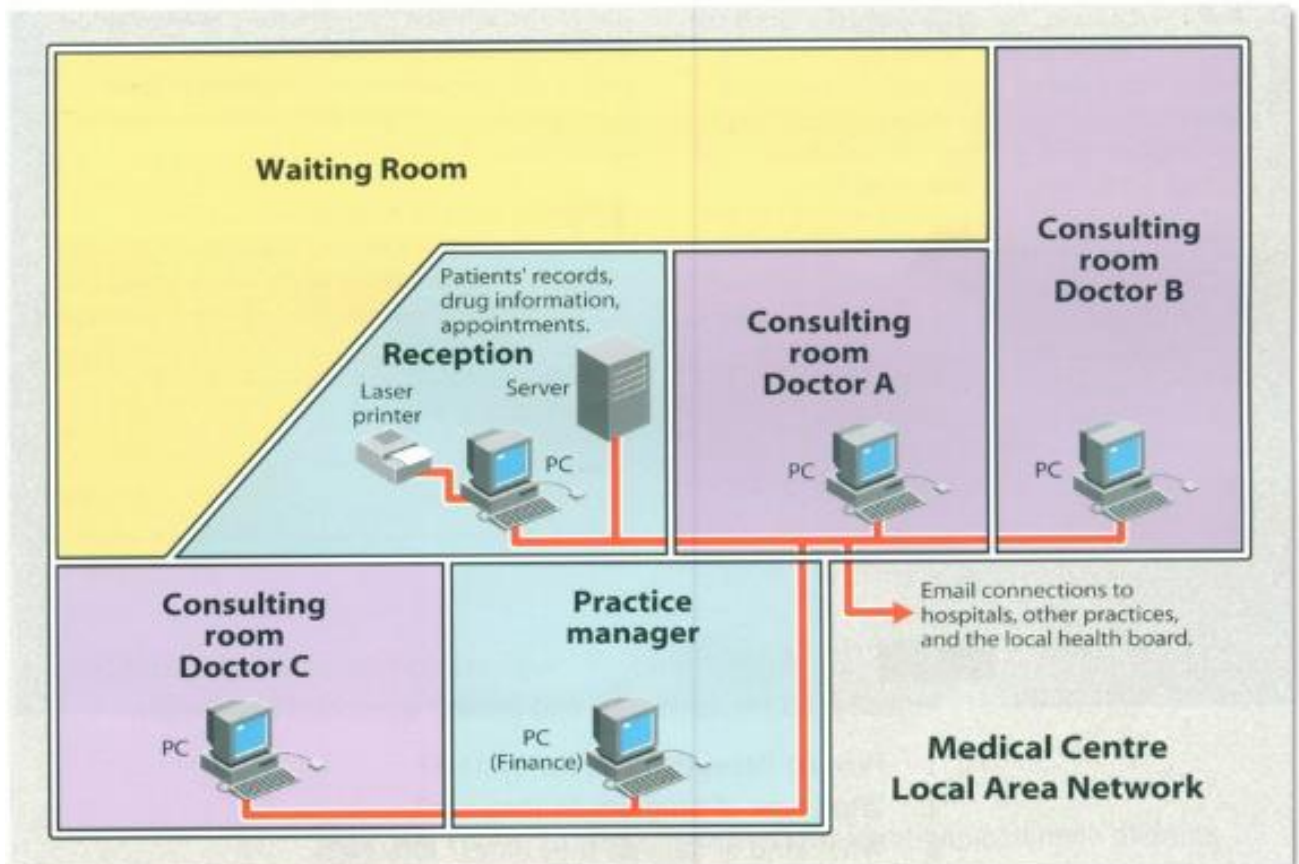 Waiting Room
Consulting
room
Doctor B
Patients' records,
drug information,
appointments.
Reception
Laser
printer
Server
PC
Consulting
room
Doctor A
PC
PC
Consulting
room
Doctor C
PC
Practice
manager
PC
(Finance)
Email connections to
hospitals, other practices,
and the local health board.
Medical Centre
Local Area Network